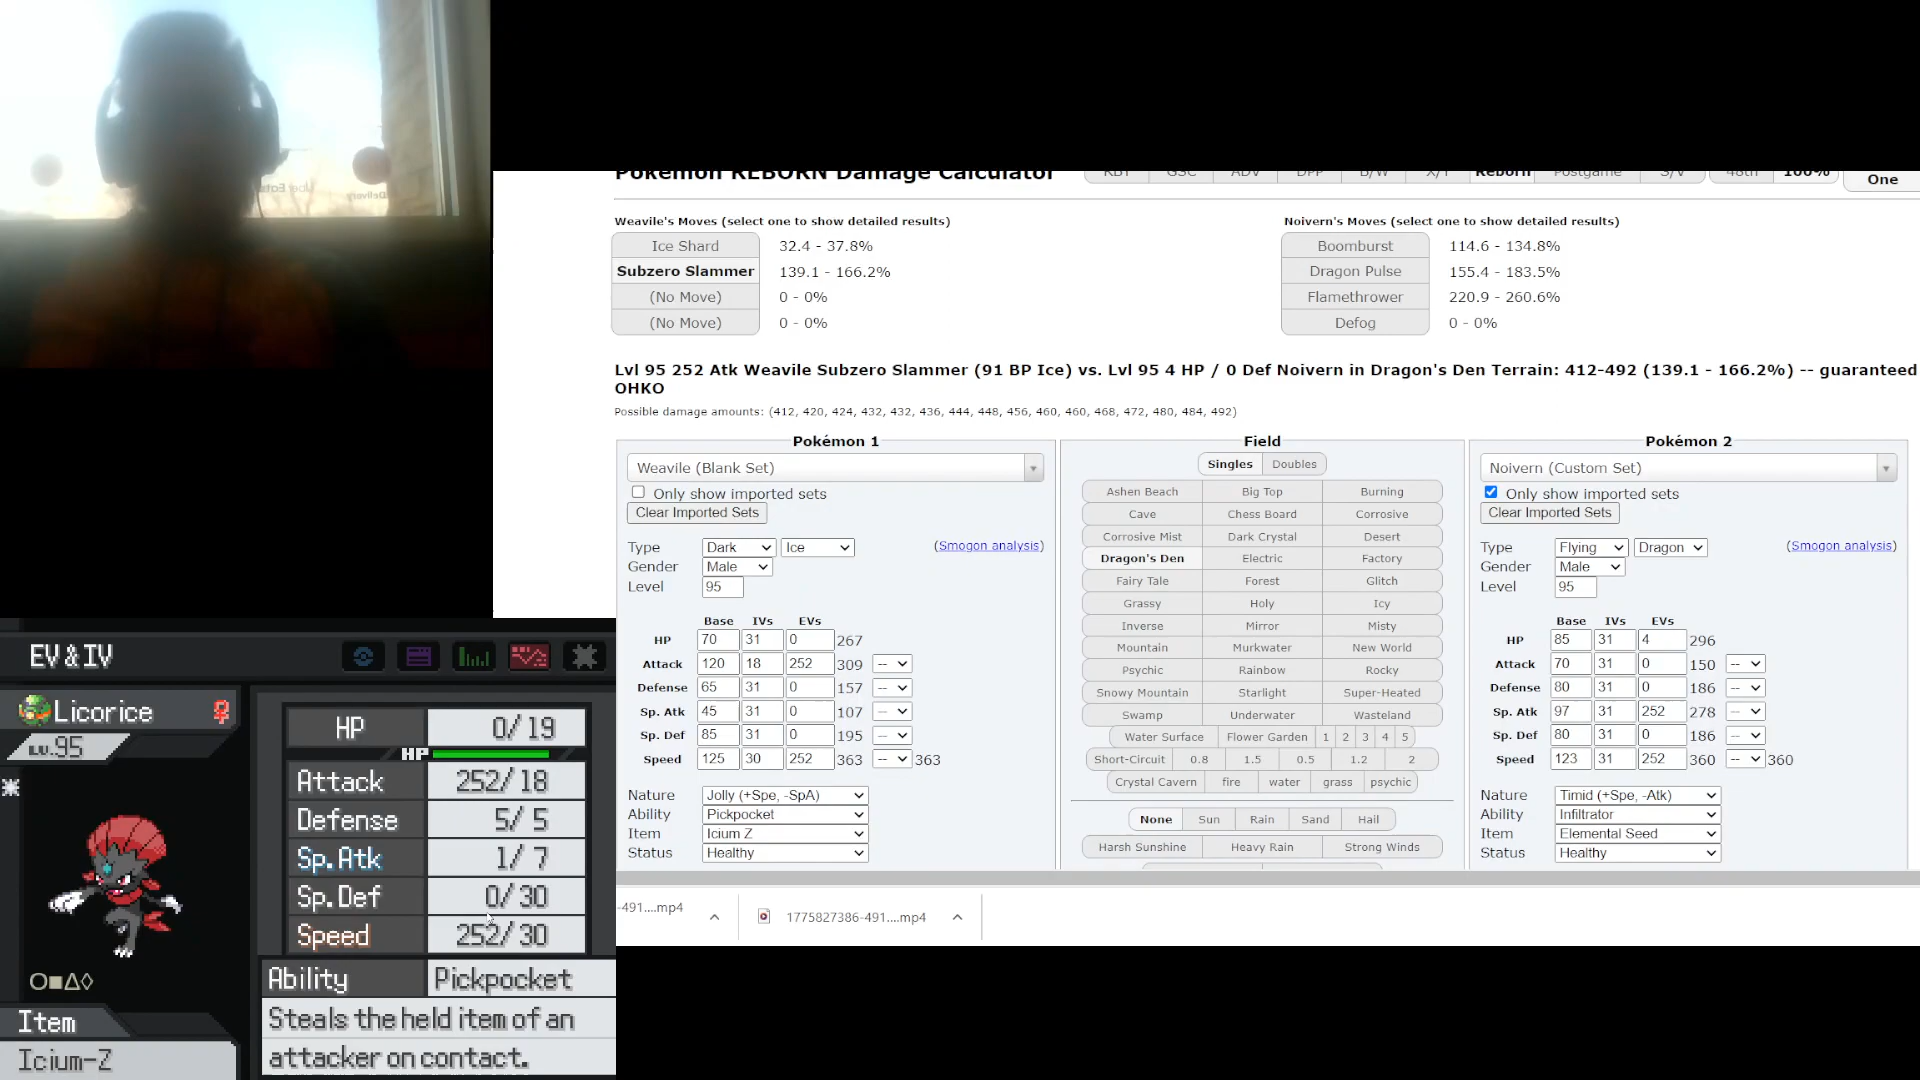 Pokémon REBORN Damage Calculator
RBY GSC ADV DPP B/W X/Y Reborn Postgame S/V 48th 100% One
Weavile's Moves (select one to show detailed results)
Ice Shard 32.4 - 37.8%
Subzero Slammer 139.1 - 166.2%
(No Move) 0 - 0%
(No Move) 0 - 0%
Noivern's Moves (select one to show detailed results)
Boomburst 114.6 - 134.8%
Dragon Pulse 155.4 - 183.5%
Flamethrower 220.9 - 260.6%
Defog 0 - 0%
Lvl 95 252 Atk Weavile Subzero Slammer (91 BP Ice) vs. Lvl 95 4 HP / 0 Def Noivern in Dragon's Den Terrain: 412-492 (139.1 - 166.2%) -- guaranteed
OHKO
Possible damage amounts: (412, 420, 424, 432, 432, 436, 444, 448, 456, 460, 460, 468, 472, 480, 484, 492)
Pokémon 1
Weavile (Blank Set)
Only show imported sets
Clear Imported Sets
Type Dark Ice (Smogon analysis)
Gender Male
Level 95
Base IVs EVs
HP 70 31 0 267
Attack 120 18 252 309 --
Defense 65 31 0 157 --
Sp. Atk 45 31 0 107 --
Sp. Def 85 31 0 195 --
Speed 125 30 252 363 -- 363
Nature Jolly (+Spe, -SpA)
Ability Pickpocket
Item Icium Z
Status Healthy
Field
Singles Doubles
Ashen Beach Big Top Burning
Cave Chess Board Corrosive
Corrosive Mist Dark Crystal Desert
Dragon's Den Electric Factory
Fairy Tale Forest Glitch
Grassy Holy Icy
Inverse Mirror Misty
Mountain Murkwater New World
Psychic Rainbow Rocky
Snowy Mountain Starlight Super-Heated
Swamp Underwater Wasteland
Water Surface Flower Garden 1 2 3 4 5
Short-Circuit 0.8 1.5 0.5 1.2 2
Crystal Cavern fire water grass psychic
None Sun Rain Sand Hail
Harsh Sunshine Heavy Rain Strong Winds
Pokémon 2
Noivern (Custom Set)
Only show imported sets
Clear Imported Sets
Type Flying Dragon (Smogon analysis)
Gender Male
Level 95
Base IVs EVs
HP 85 31 4 296
Attack 70 31 0 150 --
Defense 80 31 0 186 --
Sp. Atk 97 31 252 278 --
Sp. Def 80 31 0 186 --
Speed 123 31 252 360 -- 360
Nature Timid (+Spe, -Atk)
Ability Infiltrator
Item Elemental Seed
Status Healthy
-491....mp4 1775827386-491....mp4
EV & IV
Licorice
Lv.95
HP 0/19
HP
Attack 252/18
Defense 5/5
Sp.Atk 1/7
Sp.Def 0/30
Speed 252/30
Ability Pickpocket
Steals the held item of an
attacker on contact.
Item
Icium-Z